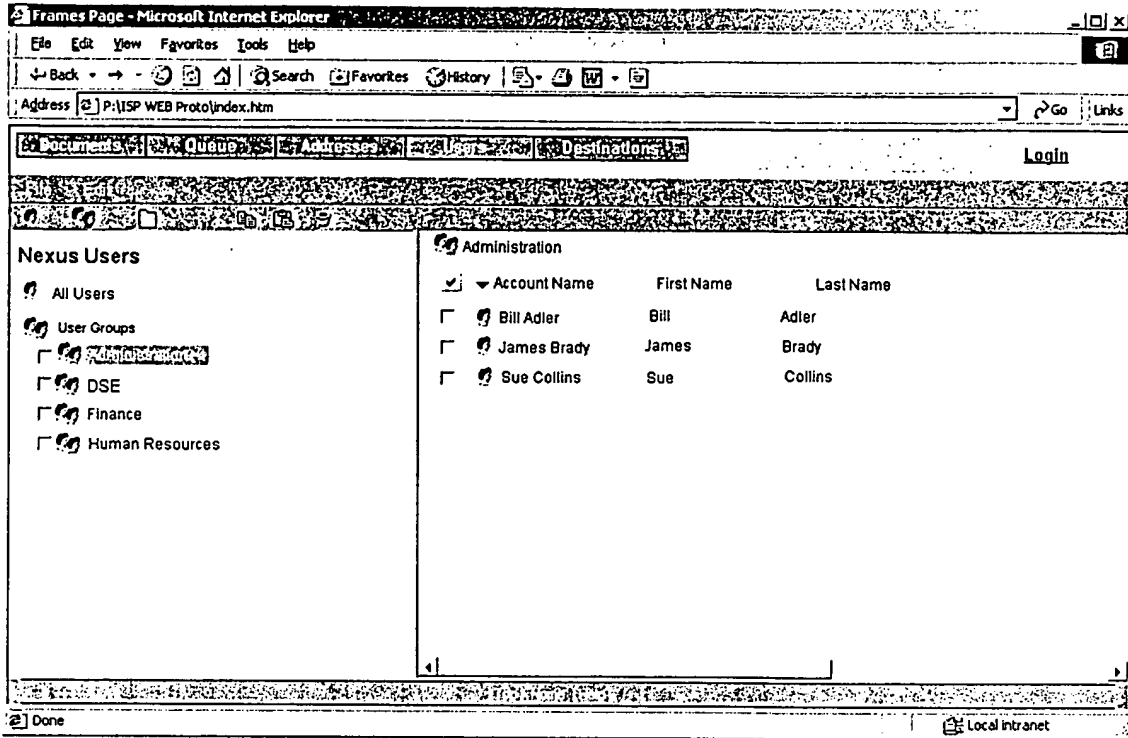 Frames Page - Microsoft Internet Explorer
File Edit View Favorites Tools Help
Back Search Favorites History
Address P:\ISP WEB Proto\index.htm Go Links
Documents Queue Addresses Users Destinations Login
Nexus Users
All Users
User Groups
Administration
DSE
Finance
Human Resources
Administration
Account Name First Name Last Name
Bill Adler Bill Adler
James Brady James Brady
Sue Collins Sue Collins
Done Local intranet